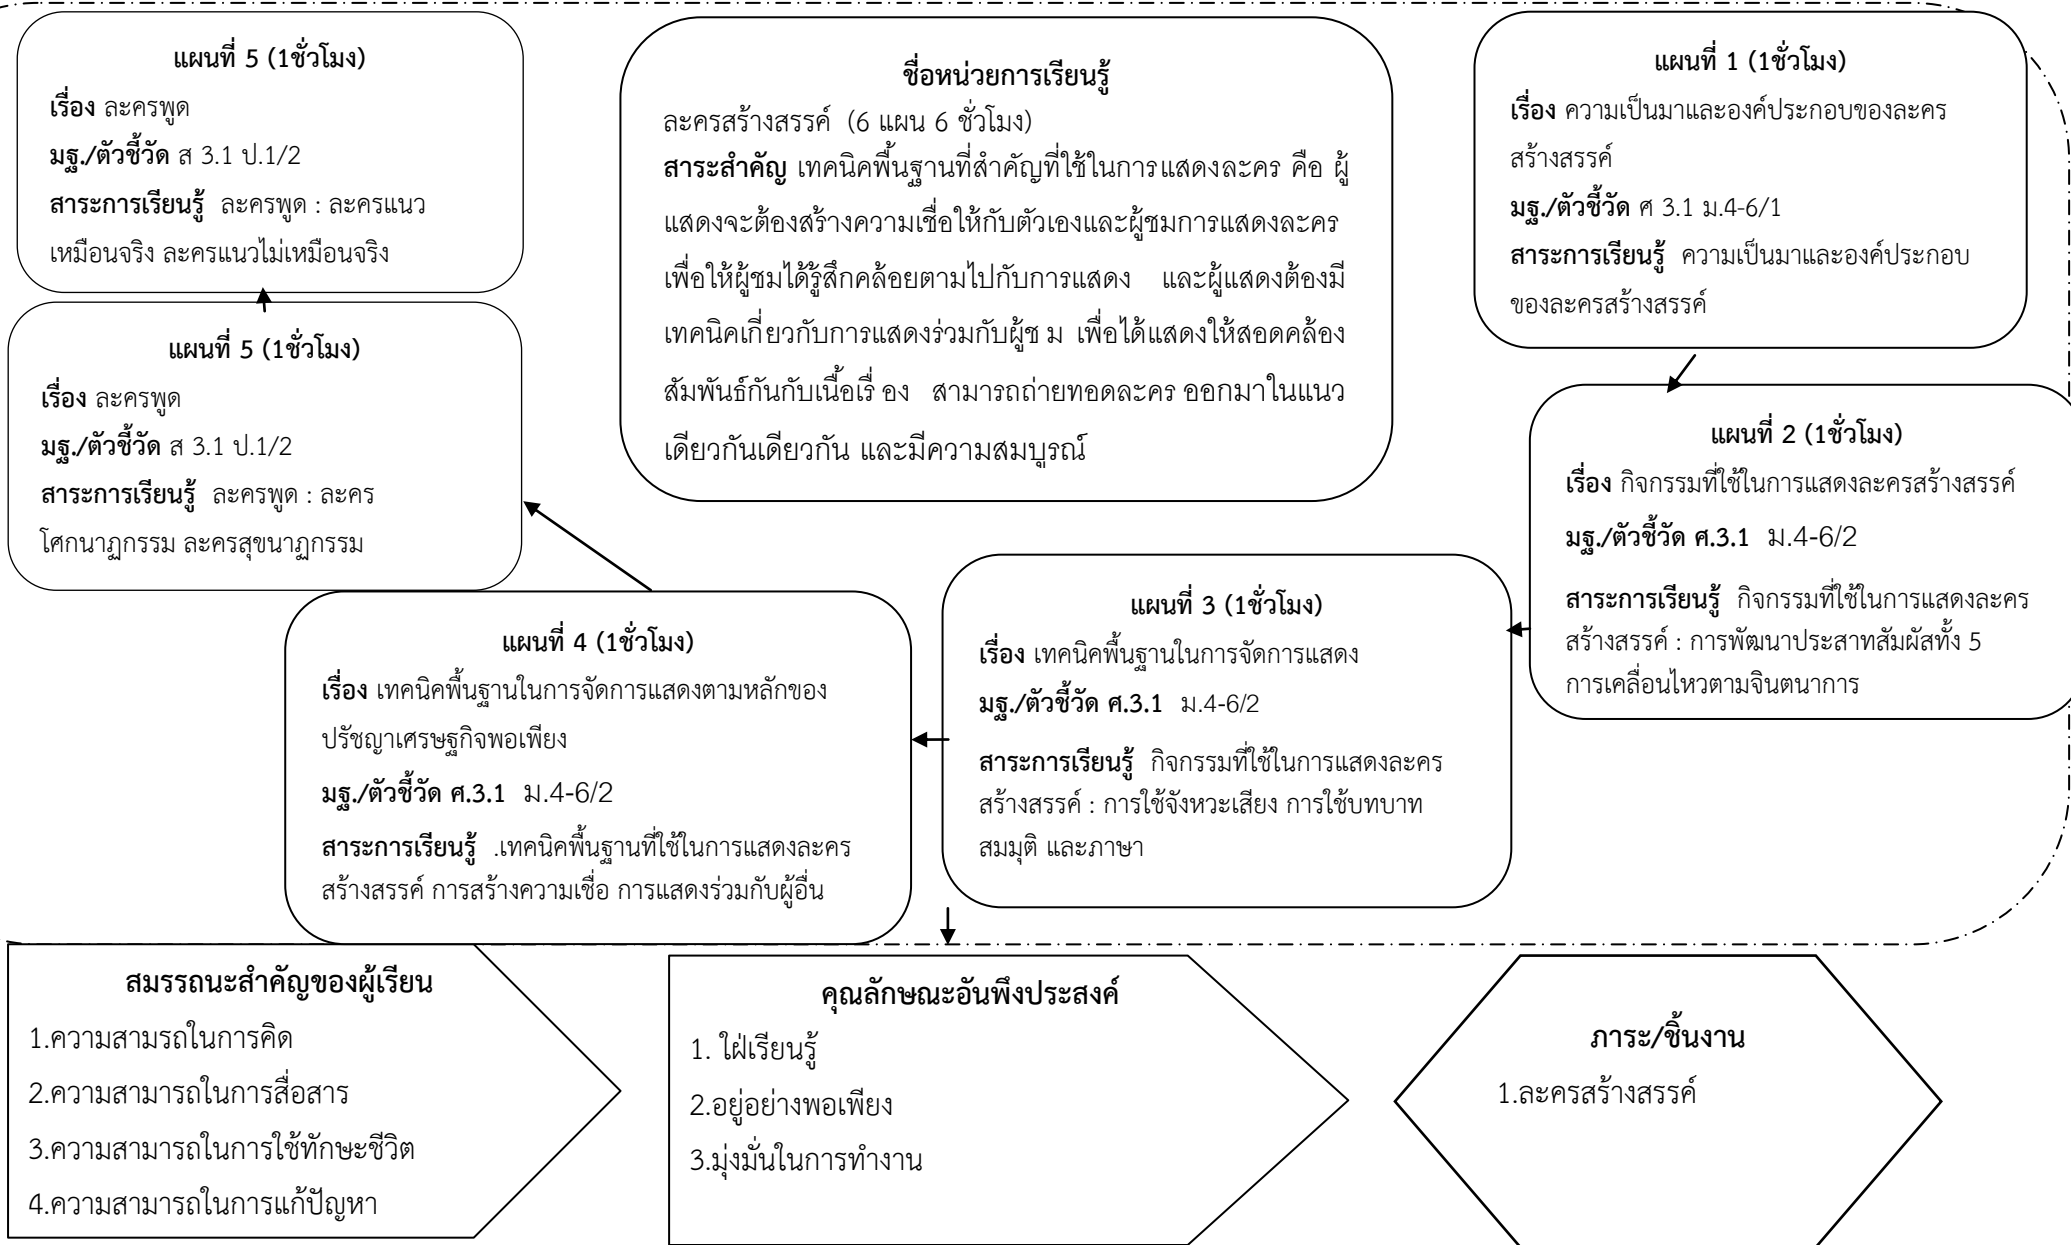 แผนที่ 5 (1ชั่วโมง)
เรื่อง ละครพูด
มฐ./ตัวชี้วัด ส 3.1 ป.1/2
สาระการเรียนรู้ ละครพูด : ละครแนว
เหมือนจริง ละครแนวไม่เหมือนจริง
ชื่อหน่วยการเรียนรู้
ละครสร้างสรรค์ (6 แผน 6 ชั่วโมง)
สาระสำคัญ เทคนิคพื้นฐานที่สำคัญที่ใช้ในการแสดงละคร คือ ผู้
แสดงจะต้องสร้างความเชื่อให้กับตัวเองและผู้ชมการแสดงละคร
เพื่อให้ผู้ชมได้รู้สึกคล้อยตามไปกับการแสดง และผู้แสดงต้องมี
เทคนิคเกี่ยวกับการแสดงร่วมกับผู้ช ม เพื่อได้แสดงให้สอดคล้อง
สัมพันธ์กันกับเนื้อเรื่ อง สามารถถ่ายทอดละคร ออกมาในแนว
เดียวกันเดียวกัน และมีความสมบูรณ์
แผนที่ 1 (1ชั่วโมง)
เรื่อง ความเป็นมาและองค์ประกอบของละคร
สร้างสรรค์
มฐ./ตัวชี้วัด ศ 3.1 ม.4-6/1
สาระการเรียนรู้ ความเป็นมาและองค์ประกอบ
ของละครสร้างสรรค์
แผนที่ 5 (1ชั่วโมง)
เรื่อง ละครพูด
มฐ./ตัวชี้วัด ส 3.1 ป.1/2
สาระการเรียนรู้ ละครพูด : ละคร
โศกนาฏกรรม ละครสุขนาฏกรรม
แผนที่ 2 (1ชั่วโมง)
เรื่อง กิจกรรมที่ใช้ในการแสดงละครสร้างสรรค์
มฐ./ตัวชี้วัด ศ.3.1 ม.4-6/2
สาระการเรียนรู้ กิจกรรมที่ใช้ในการแสดงละคร
สร้างสรรค์ : การพัฒนาประสาทสัมผัสทั้ง 5
การเคลื่อนไหวตามจินตนาการ
แผนที่ 3 (1ชั่วโมง)
เรื่อง เทคนิคพื้นฐานในการจัดการแสดง
มฐ./ตัวชี้วัด ศ.3.1 ม.4-6/2
สาระการเรียนรู้ กิจกรรมที่ใช้ในการแสดงละคร
สร้างสรรค์ : การใช้จังหวะเสียง การใช้บทบาท
สมมุติ และภาษา
แผนที่ 4 (1ชั่วโมง)
เรื่อง เทคนิคพื้นฐานในการจัดการแสดงตามหลักของ
ปรัชญาเศรษฐกิจพอเพียง
มฐ./ตัวชี้วัด ศ.3.1 ม.4-6/2
สาระการเรียนรู้ .เทคนิคพื้นฐานที่ใช้ในการแสดงละคร
สร้างสรรค์ การสร้างความเชื่อ การแสดงร่วมกับผู้อื่น
สมรรถนะสำคัญของผู้เรียน
1.ความสามรถในการคิด
2.ความสามารถในการสื่อสาร
3.ความสามารถในการใช้ทักษะชีวิต
4.ความสามารถในการแก้ปัญหา
คุณลักษณะอันพึงประสงค์
1. ใฝ่เรียนรู้
2.อยู่อย่างพอเพียง
3.มุ่งมั่นในการทำงาน
ภาระ/ชิ้นงาน
1.ละครสร้างสรรค์